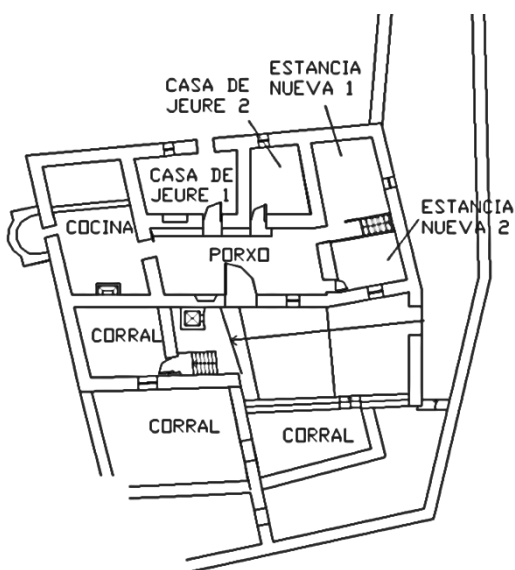 ESTANCIA
NUEVA 1
CASA DE
JEURE 2
CASA DE
JEURE 1
ESTANCIA
NUEVA 2
COCINA
PORXO
CORRAL
CORRAL
CORRAL